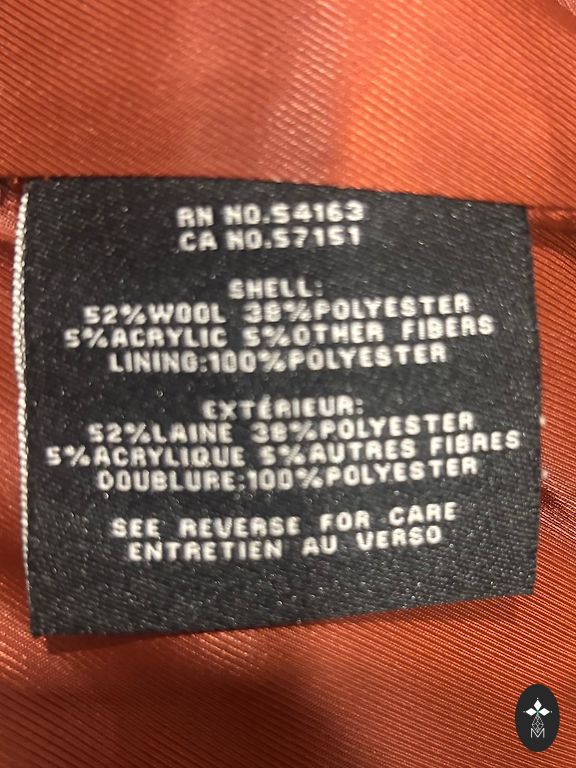 RN NO.54163
CA NO.57151
SHELL:
52%WOOL 38%POLYESTER
5%ACRYLIC 5%OTHER FIBERS
LINING:100%POLYESTER
EXTÉRIEUR:
52%LAINE 38%POLYESTER
5%ACRYLIQUE 5%AUTRES FIBRES
DOUBLURE:100%POLYESTER
SEE REVERSE FOR CARE
ENTRETIEN AU VERSO
M